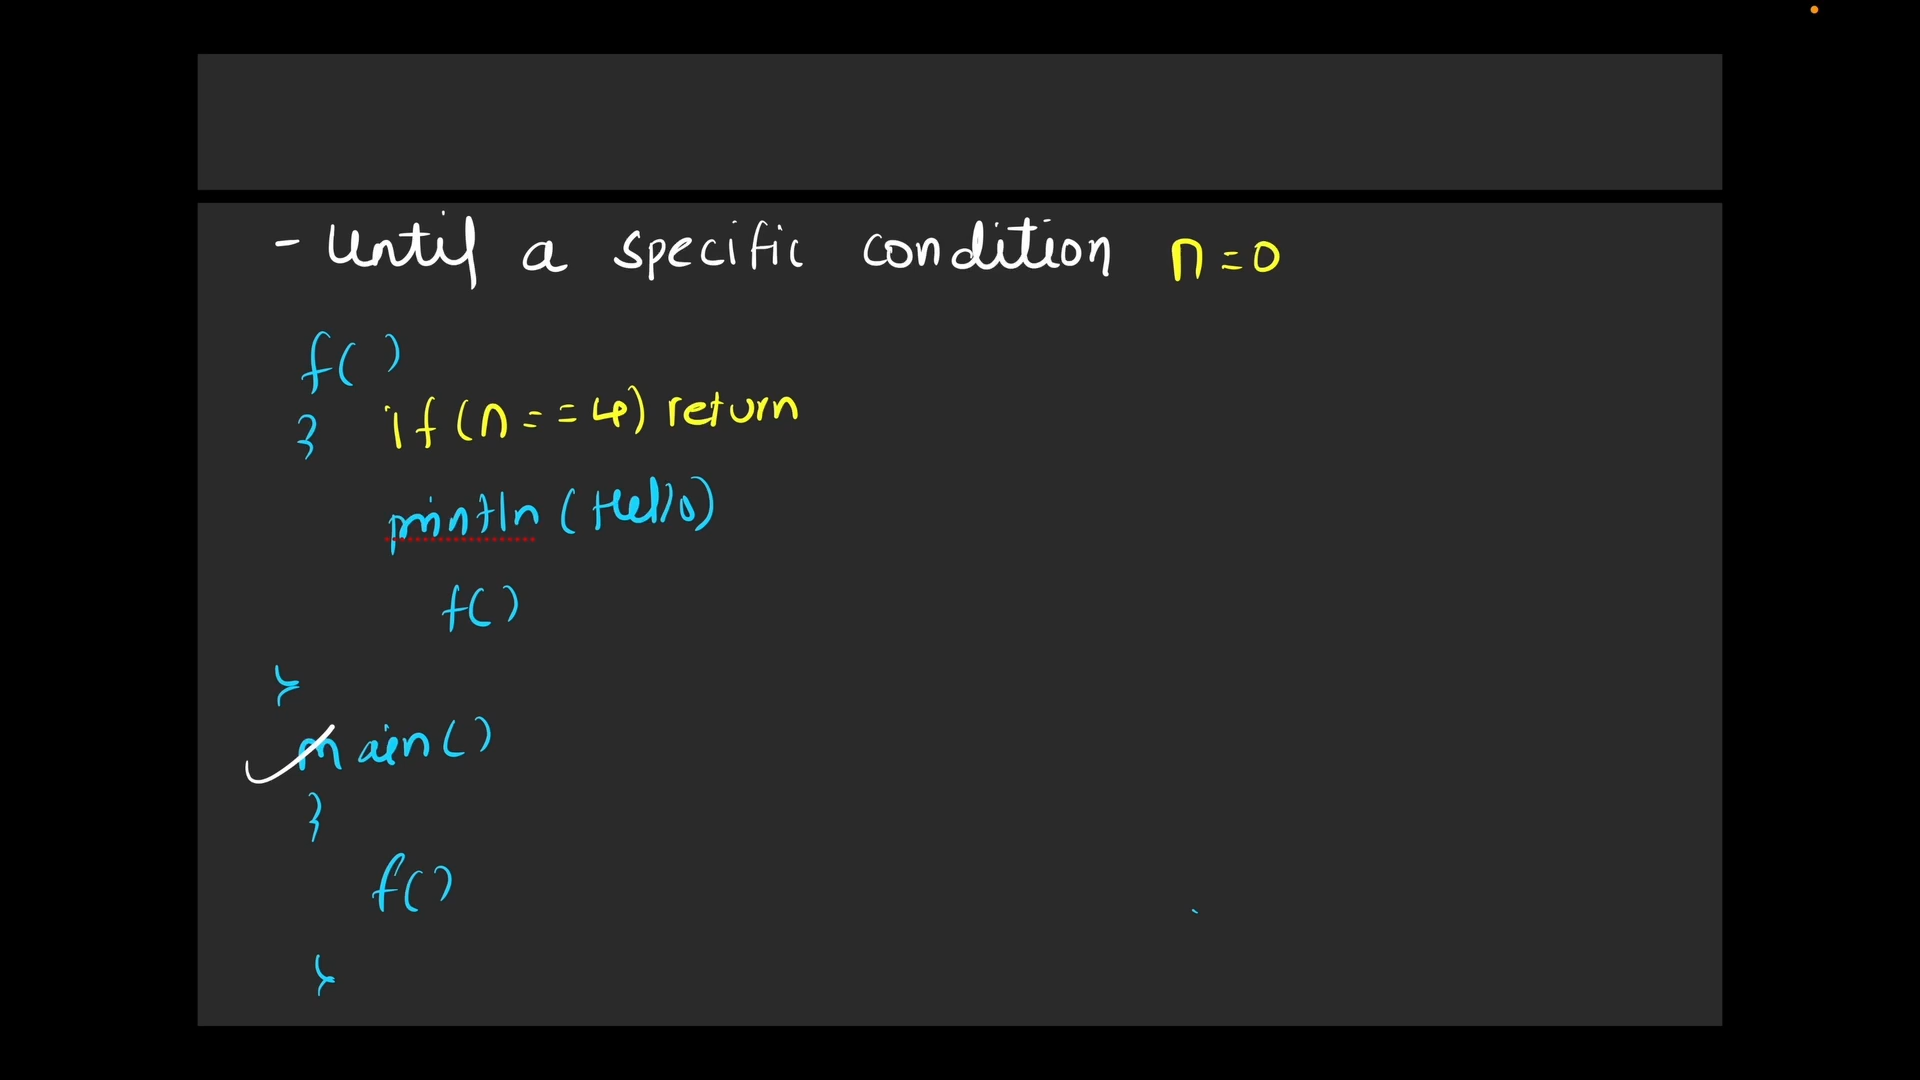 - Until a specific condition n=0
f( )
{ if (n==4) return
println (Hello)
f( )
}
main( )
{
f( )
}